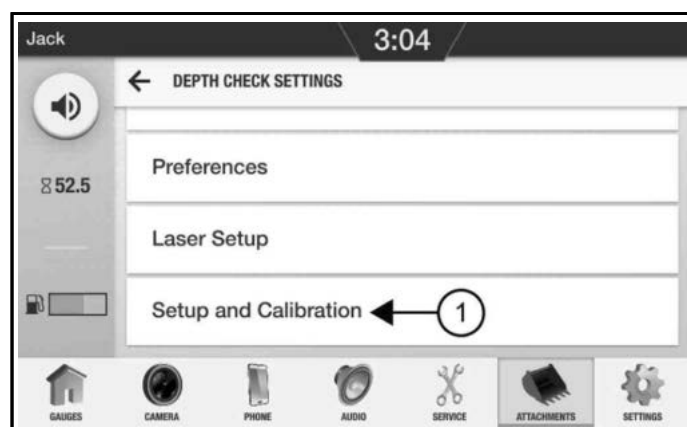 Jack
3:04
DEPTH CHECK SETTINGS
52.5
Preferences
Laser Setup
Setup and Calibration
1
GAUGES CAMERA PHONE AUDIO SERVICE ATTACHMENTS SETTINGS